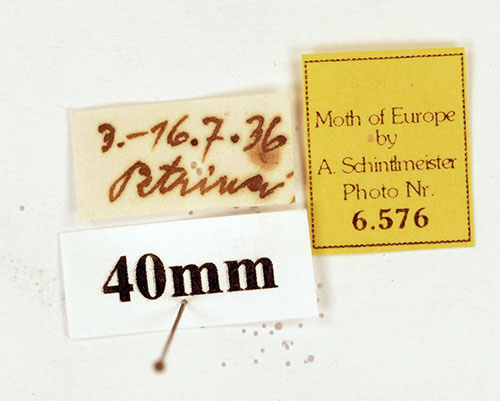 3.-16.7.36
40mm
Moth of Europe
by
A. Schintlmeister
Photo Nr.
6.576